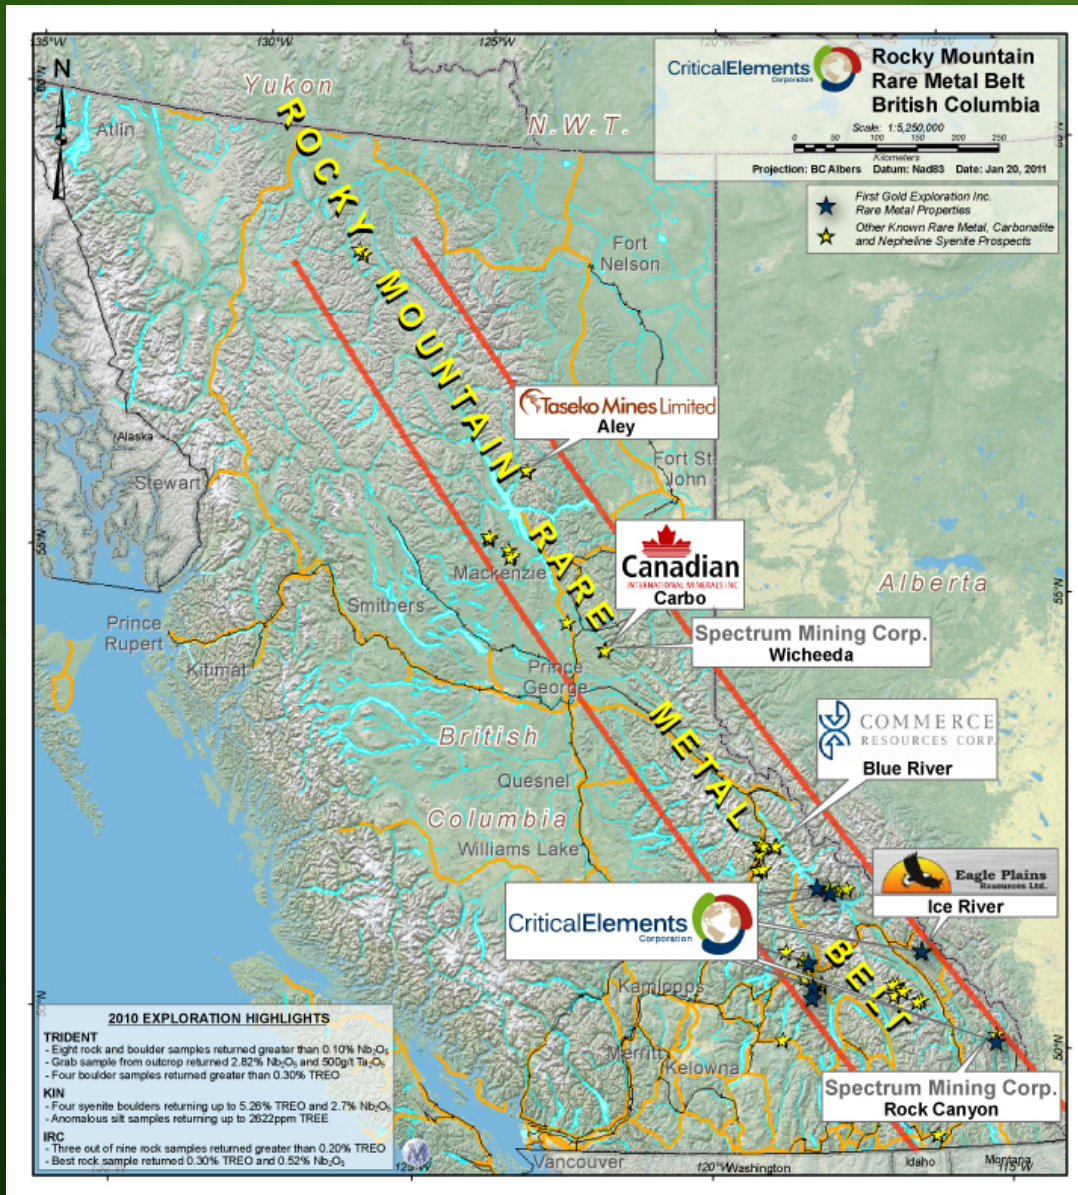 135°W
130°W
125°W
120°W
115°W
N
60°N
60°N
Yukon
N.W.T.
Atlin
CriticalElements
Corporation
Rocky Mountain
Rare Metal Belt
British Columbia
Scale: 1:5,250,000
0 50 100 150 200 250
Kilometers
Projection: BC Albers Datum: Nad83 Date: Jan 20, 2011
First Gold Exploration Inc.
Rare Metal Properties
Other Known Rare Metal, Carbonatite
and Nepheline Syenite Prospects
ROCKY MOUNTAIN RARE METAL BELT
Fort
Nelson
Taseko Mines Limited
Aley
Alaska
Stewart
Fort St.
John
55°N
55°N
Canadian
INTERNATIONAL MINERALS INC
Carbo
Mackenzie
Smithers
Alberta
Prince
Rupert
Kitimat
Spectrum Mining Corp.
Wicheeda
Prince
George
British
Columbia
COMMERCE
RESOURCES CORP.
Blue River
Quesnel
Williams Lake
Eagle Plains
Resources Ltd.
Ice River
CriticalElements
Corporation
Kamloops
50°N
50°N
Merritt
Kelowna
Spectrum Mining Corp.
Rock Canyon
2010 EXPLORATION HIGHLIGHTS
TRIDENT
- Eight rock and boulder samples returned greater than 0.10% Nb₂O₅
- Grab sample from outcrop returned 2.82% Nb₂O₅ and 500g/t Ta₂O₅
- Four boulder samples returned greater than 0.30% TREO
KIN
- Four syenite boulders returning up to 5.26% TREO and 2.7% Nb₂O₅
- Anomalous silt samples returning up to 2622ppm TREE
IRC
- Three out of nine rock samples returned greater than 0.20% TREO
- Best rock sample returned 0.30% TREO and 0.52% Nb₂O₅
Vancouver
125°W
120°W
Washington
Idaho
Montana
115°W